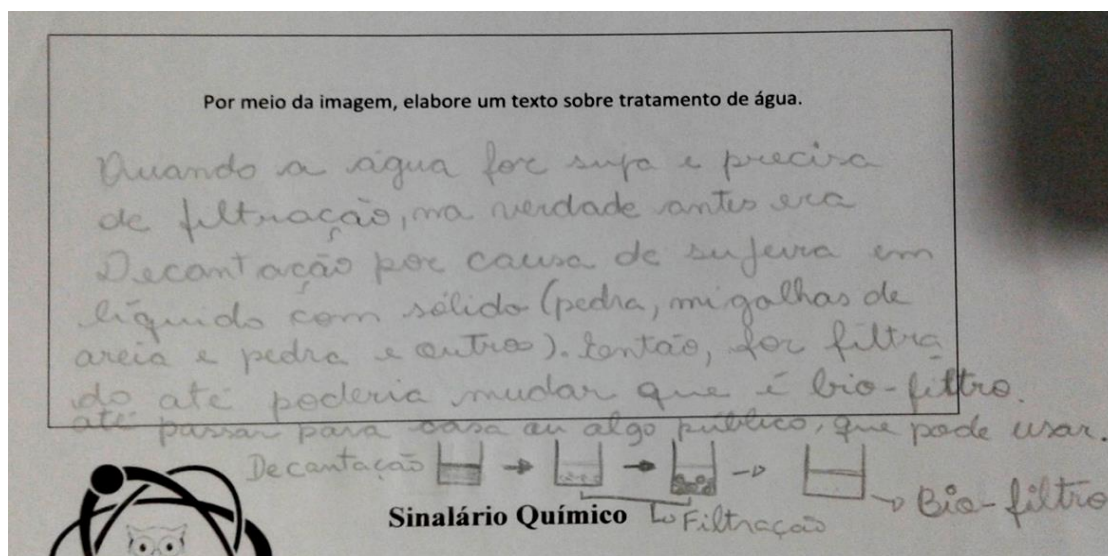 Por meio da imagem, elabore um texto sobre tratamento de água.
Quando a água for suja e precisa
de filtração, na verdade antes era
Decantação por causa de sujeira em
líquido com sólido (pedra, migalhas de
areia e pedra e outros). Então, for filtra
do até poderia mudar que é bio-filtro.
até passar para casa ou algo público, que pode usar.
Decantação
Bio-filtro
Sinalário Químico
Filtração